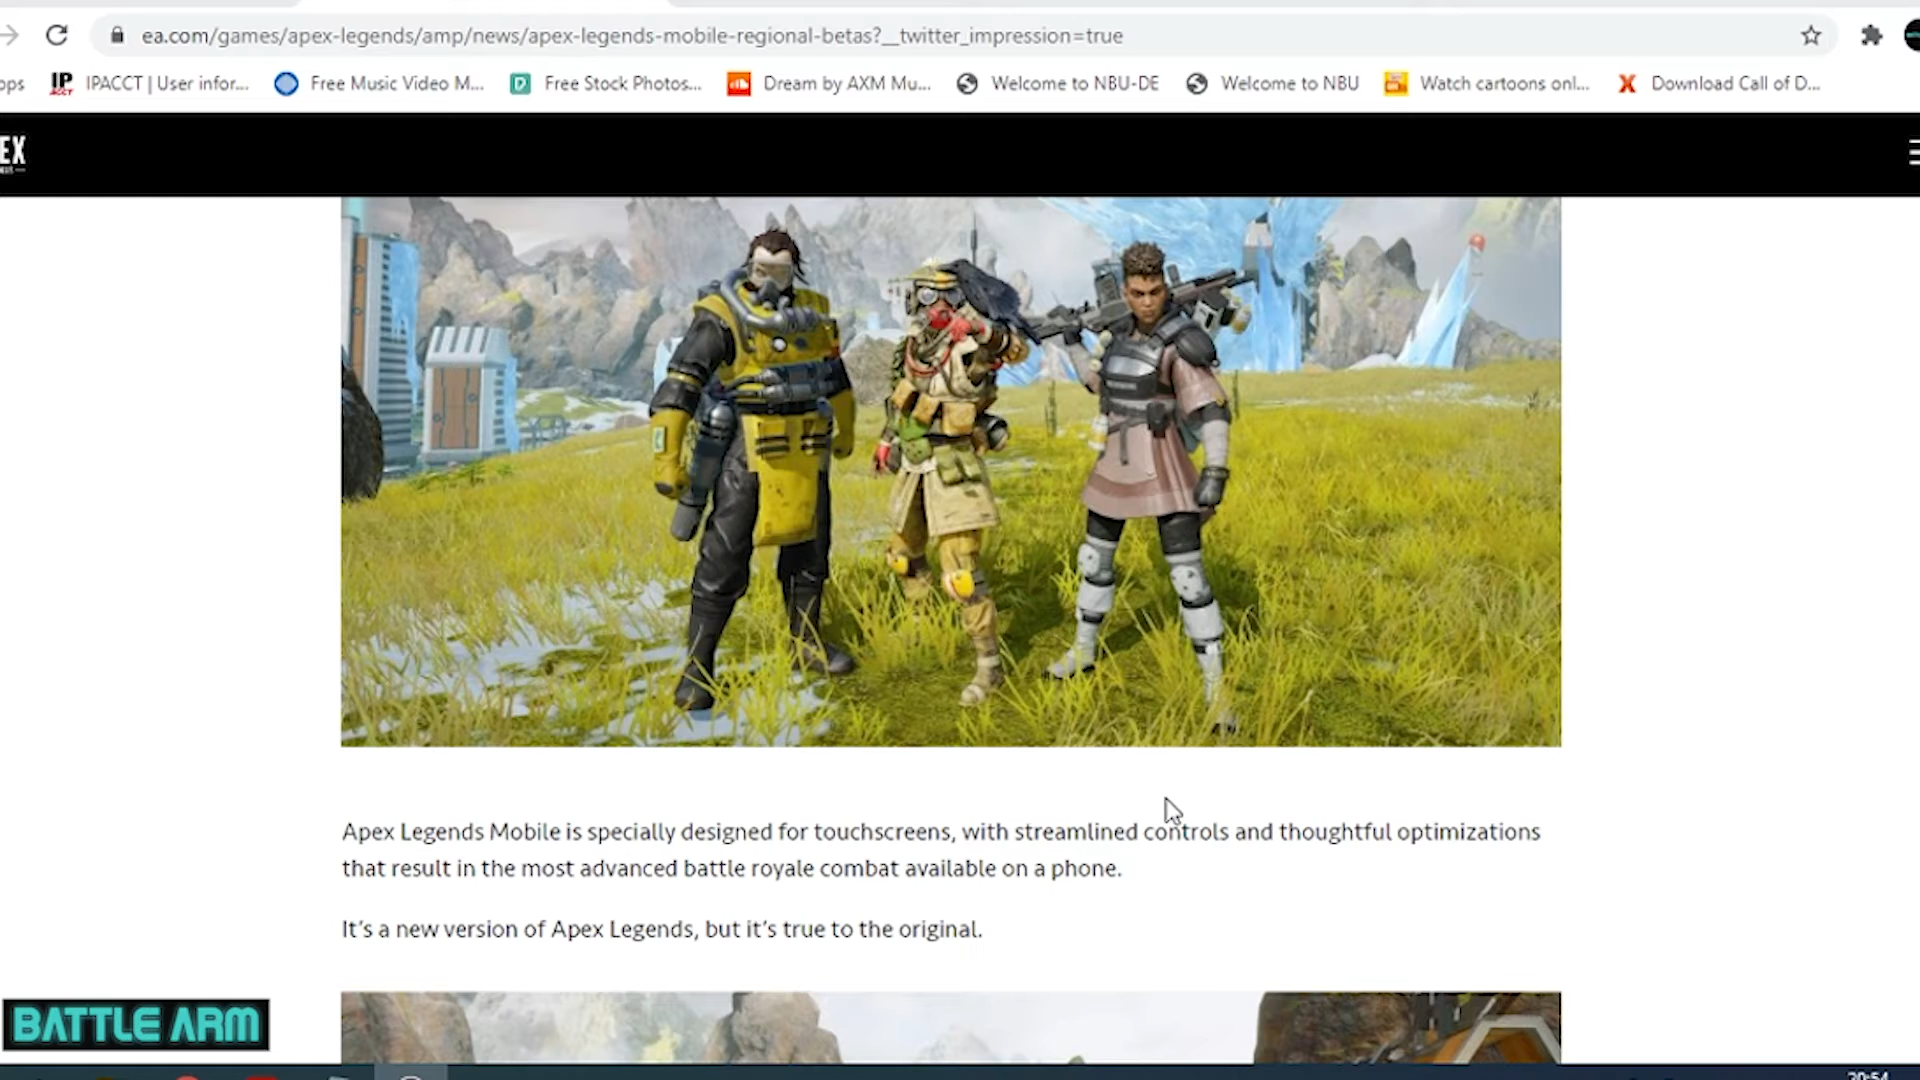 ea.com/games/apex-legends/amp/news/apex-legends-mobile-regional-betas?__twitter_impression=true
IPACCT | User infor...
Free Music Video M...
Free Stock Photos...
Dream by AXM Mu...
Welcome to NBU-DE
Welcome to NBU
Watch cartoons onl...
Download Call of D...
EX
Apex Legends Mobile is specially designed for touchscreens, with streamlined controls and thoughtful optimizations
that result in the most advanced battle royale combat available on a phone.
It's a new version of Apex Legends, but it's true to the original.
BATTLE ARM